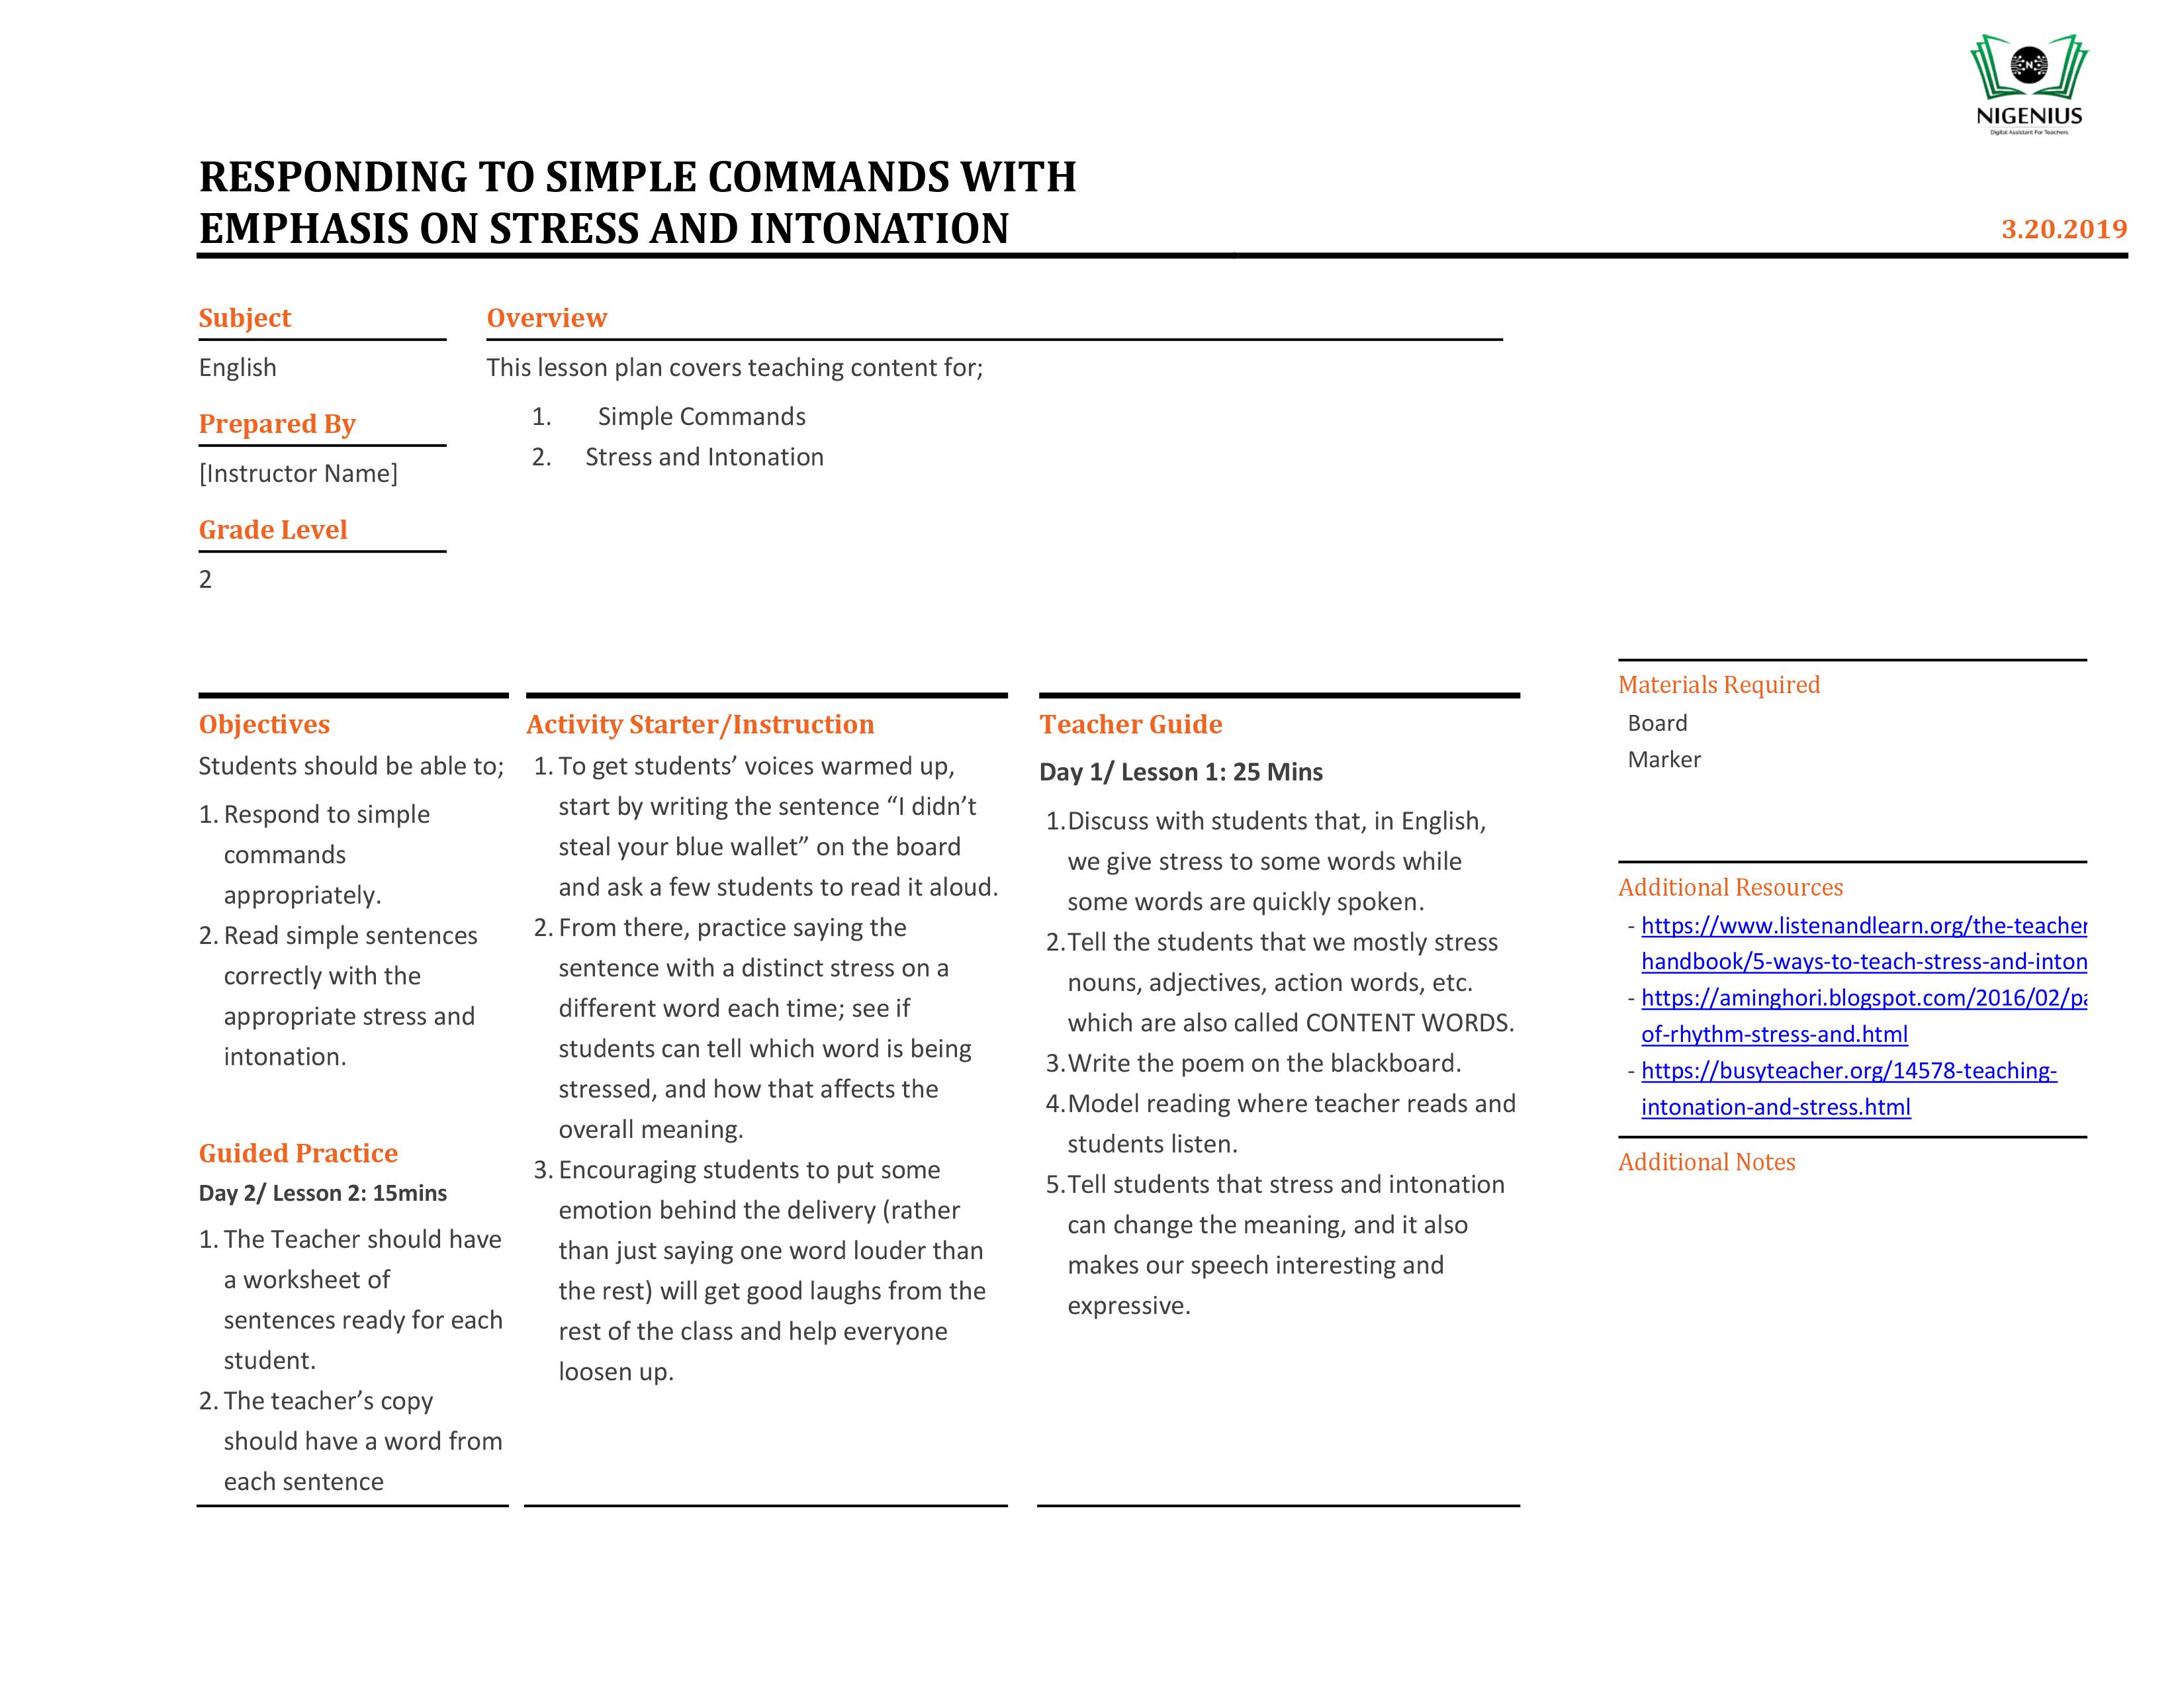 NIGENIUS
Digital Assistant For Teachers
RESPONDING TO SIMPLE COMMANDS WITH
EMPHASIS ON STRESS AND INTONATION
3.20.2019
Subject
English
Prepared By
[Instructor Name]
Grade Level
2
Overview
This lesson plan covers teaching content for;
1. Simple Commands
2. Stress and Intonation
Objectives
Students should be able to;
1. Respond to simple
commands
appropriately.
2. Read simple sentences
correctly with the
appropriate stress and
intonation.
Guided Practice
Day 2/ Lesson 2: 15mins
1. The Teacher should have
a worksheet of
sentences ready for each
student.
2. The teacher’s copy
should have a word from
each sentence
Activity Starter/Instruction
1. To get students’ voices warmed up,
start by writing the sentence “I didn’t
steal your blue wallet” on the board
and ask a few students to read it aloud.
2. From there, practice saying the
sentence with a distinct stress on a
different word each time; see if
students can tell which word is being
stressed, and how that affects the
overall meaning.
3. Encouraging students to put some
emotion behind the delivery (rather
than just saying one word louder than
the rest) will get good laughs from the
rest of the class and help everyone
loosen up.
Teacher Guide
Day 1/ Lesson 1: 25 Mins
1.Discuss with students that, in English,
we give stress to some words while
some words are quickly spoken.
2.Tell the students that we mostly stress
nouns, adjectives, action words, etc.
which are also called CONTENT WORDS.
3.Write the poem on the blackboard.
4.Model reading where teacher reads and
students listen.
5.Tell students that stress and intonation
can change the meaning, and it also
makes our speech interesting and
expressive.
Materials Required
Board
Marker
Additional Resources
- https://www.listenandlearn.org/the-teacher
handbook/5-ways-to-teach-stress-and-inton
- https://aminghori.blogspot.com/2016/02/pa
of-rhythm-stress-and.html
- https://busyteacher.org/14578-teaching-
intonation-and-stress.html
Additional Notes